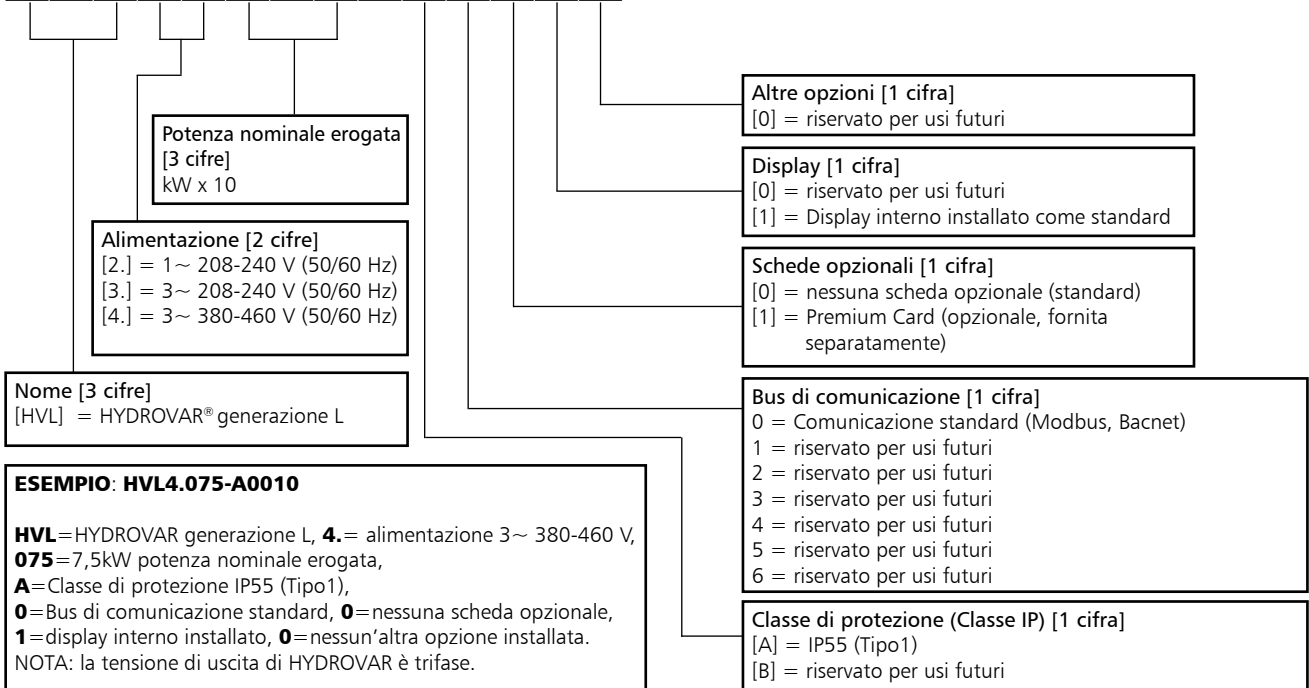 Potenza nominale erogata
[3 cifre]
kW x 10
Alimentazione [2 cifre]
[2.] = 1~ 208-240 V (50/60 Hz)
[3.] = 3~ 208-240 V (50/60 Hz)
[4.] = 3~ 380-460 V (50/60 Hz)
Nome [3 cifre]
[HVL] = HYDROVAR® generazione L
ESEMPIO: HVL4.075-A0010
HVL=HYDROVAR generazione L, 4.= alimentazione 3~ 380-460 V,
075=7,5kW potenza nominale erogata,
A=Classe di protezione IP55 (Tipo1),
0=Bus di comunicazione standard, 0=nessuna scheda opzionale,
1=display interno installato, 0=nessun'altra opzione installata.
NOTA: la tensione di uscita di HYDROVAR è trifase.
Altre opzioni [1 cifra]
[0] = riservato per usi futuri
Display [1 cifra]
[0] = riservato per usi futuri
[1] = Display interno installato come standard
Schede opzionali [1 cifra]
[0] = nessuna scheda opzionale (standard)
[1] = Premium Card (opzionale, fornita
separatamente)
Bus di comunicazione [1 cifra]
0 = Comunicazione standard (Modbus, Bacnet)
1 = riservato per usi futuri
2 = riservato per usi futuri
3 = riservato per usi futuri
4 = riservato per usi futuri
5 = riservato per usi futuri
6 = riservato per usi futuri
Classe di protezione (Classe IP) [1 cifra]
[A] = IP55 (Tipo1)
[B] = riservato per usi futuri